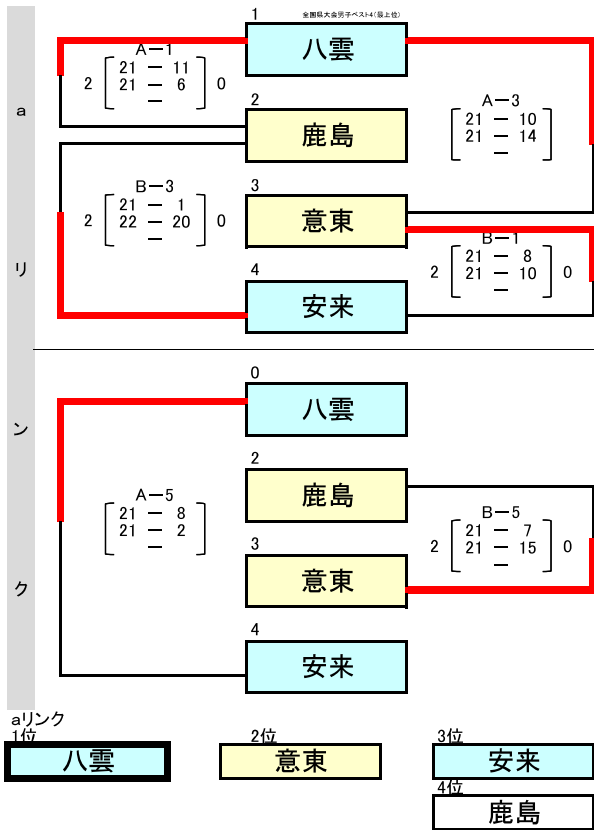 1 全国県大会男子ベスト4(最上位)
八雲
A－1
2 21 － 11 0
21 － 6
－
2
鹿島
A－3
21 － 10
21 － 14
－
a
B－3
2 21 － 1 0
22 － 20
－
3
意東
B－1
2 21 － 8 0
21 － 10
－
リ
4
安来
0
八雲
ン
2
鹿島
A－5
21 － 8
21 － 2
－
B－5
2 21 － 7 0
21 － 15
－
3
意東
ク
4
安来
aリンク
1位 2位 3位
八雲 意東 安来
4位
鹿島